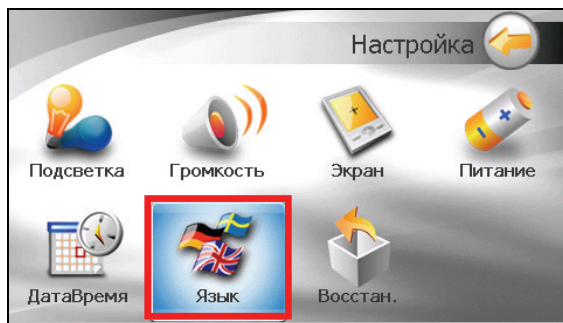 Настройка
Подсветка Громкость Экран Питание
ДатаВремя Язык Восстан.